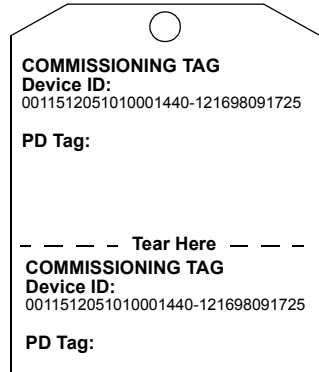 COMMISSIONING TAG
Device ID:
0011512051010001440-121698091725
PD Tag:
Tear Here
COMMISSIONING TAG
Device ID:
0011512051010001440-121698091725
PD Tag: